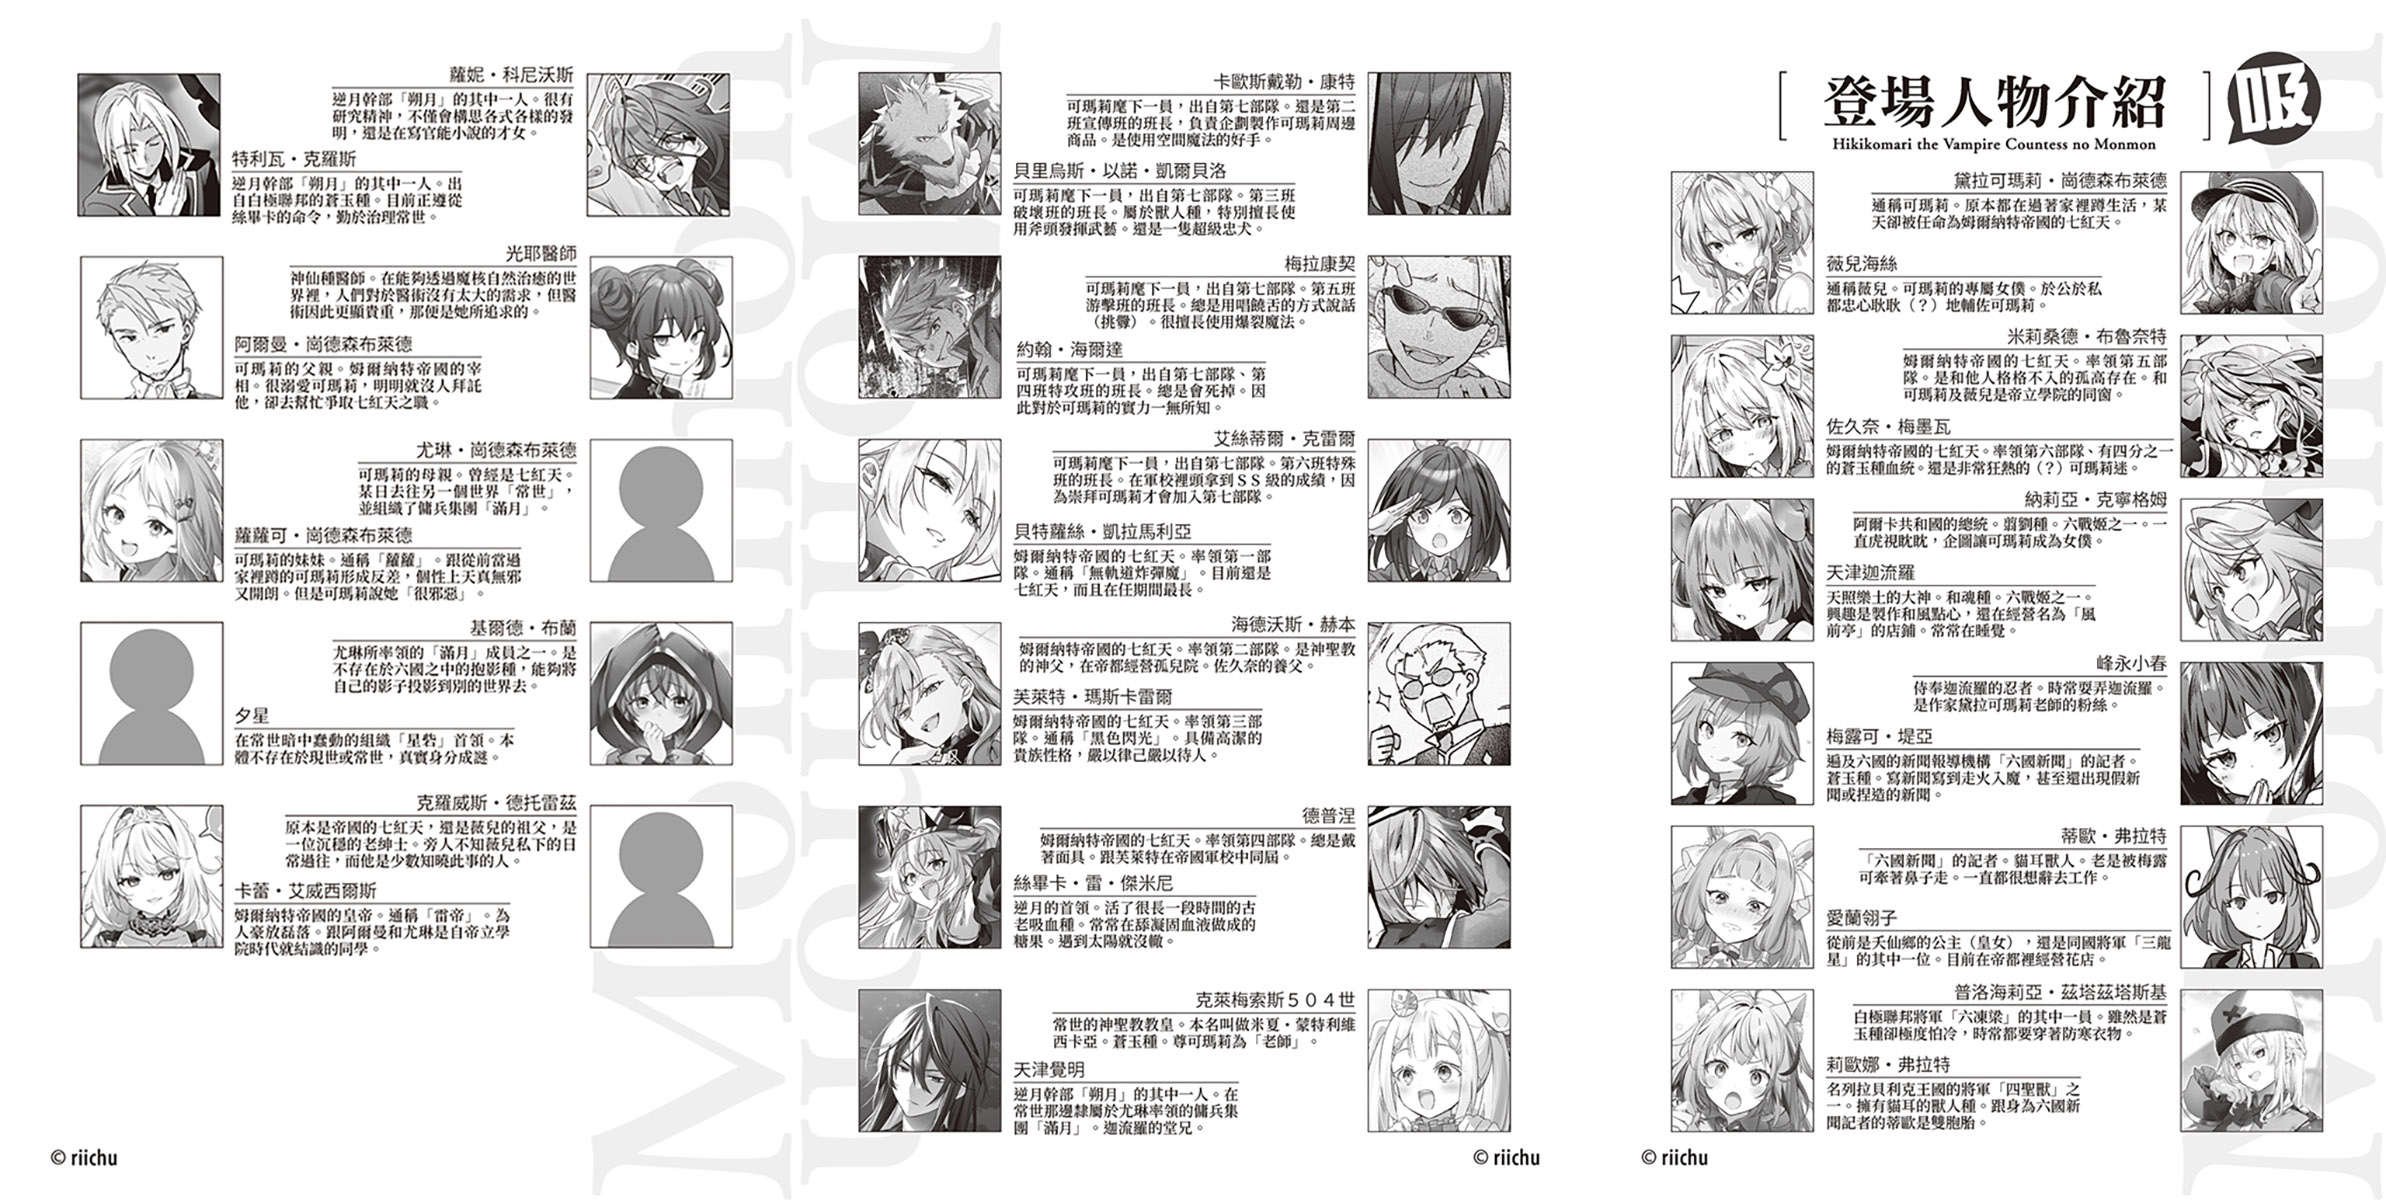 登場人物介紹
吸
Hikikomari the Vampire Countess no Monmon
黛拉可瑪莉・崗德森布萊德
通稱可瑪莉。原本都在過著家裡蹲生活，某
天卻被任命為姆爾納特帝國的七紅天。
薇兒海絲
通稱薇兒。可瑪莉的專屬女僕。於公於私
都忠心耿耿（？）地輔佐可瑪莉。
米莉桑德・布魯奈特
姆爾納特帝國的七紅天。率領第五部
隊。是和他人格格不入的孤高存在。和
可瑪莉及薇兒是帝立學院的同窗。
佐久奈・梅墨瓦
姆爾納特帝國的七紅天。率領第六部隊、有四分之一
的蒼玉種血統。還是非常狂熱的（？）可瑪莉迷。
納莉亞・克寧格姆
阿爾卡共和國的總統。翦劉種。六戰姬之一。一
直虎視眈眈，企圖讓可瑪莉成為女僕。
天津迦流羅
天照樂土的大神。和魂種。六戰姬之一。
興趣是製作和風點心，還在經營名為「風
前亭」的店鋪。常常在睡覺。
峰永小春
侍奉迦流羅的忍者。時常耍弄迦流羅。
是作家黛拉可瑪莉老師的粉絲。
梅露可・堤亞
遍及六國的新聞報導機構「六國新聞」的記者。
蒼玉種。寫新聞寫到走火入魔，甚至還出現假新
聞或捏造的新聞。
蒂歐・弗拉特
「六國新聞」的記者。貓耳獸人。老是被梅露
可牽著鼻子走。一直都很想辭去工作。
愛蘭翎子
從前是夭仙鄉的公主（皇女），還是同國將軍「三龍
星」的其中一位。目前在帝都裡經營花店。
普洛海莉亞・茲塔茲塔斯基
白極聯邦將軍「六凍梁」的其中一員。雖然是蒼
玉種卻極度怕冷，時常都要穿著防寒衣物。
莉歐娜・弗拉特
名列拉貝利克王國的將軍「四聖獸」之
一。擁有貓耳的獸人種。跟身為六國新
聞記者的蒂歐是雙胞胎。
© riichu
卡歐斯戴勒・康特
可瑪莉麾下一員，出自第七部隊。還是第二
班宣傳班的班長，負責企劃製作可瑪莉周邊
商品。是使用空間魔法的好手。
貝里烏斯・以諾・凱爾貝洛
可瑪莉麾下一員，出自第七部隊。第三班
破壞班的班長。屬於獸人種，特別擅長使
用斧頭發揮武藝。還是一隻超級忠犬。
梅拉康契
可瑪莉麾下一員，出自第七部隊。第五班
游擊班的班長。總是用唱饒舌的方式說話
（挑釁）。很擅長使用爆裂魔法。
約翰・海爾達
可瑪莉麾下一員，出自第七部隊、第
四班特攻班的班長。總是會死掉。因
此對於可瑪莉的實力一無所知。
艾絲蒂爾・克雷爾
可瑪莉麾下一員，出自第七部隊。第六班特殊
班的班長。在軍校裡頭拿到ＳＳ級的成績，因
為崇拜可瑪莉才會加入第七部隊。
貝特蘿絲・凱拉馬利亞
姆爾納特帝國的七紅天。率領第一部
隊。通稱「無軌道炸彈魔」。目前還是
七紅天，而且在任期間最長。
海德沃斯・赫本
姆爾納特帝國的七紅天。率領第二部隊。是神聖教
的神父，在帝都經營孤兒院。佐久奈的養父。
芙萊特・瑪斯卡雷爾
姆爾納特帝國的七紅天。率領第三部
隊。通稱「黑色閃光」。具備高潔的
貴族性格，嚴以律己嚴以待人。
德普涅
姆爾納特帝國的七紅天。率領第四部隊。總是戴
著面具。跟芙萊特在帝國軍校中同屆。
絲畢卡・雷・傑米尼
逆月的首領。活了很長一段時間的古
老吸血種。常常在舔凝固血液做成的
糖果。遇到太陽就沒轍。
克萊梅索斯５０４世
常世的神聖教教皇。本名叫做米夏・蒙特利維
西卡亞。蒼玉種。尊可瑪莉為「老師」。
天津覺明
逆月幹部「朔月」的其中一人。在
常世那邊隸屬於尤琳率領的傭兵集
團「滿月」。迦流羅的堂兄。
© riichu
蘿妮・科尼沃斯
逆月幹部「朔月」的其中一人。很有
研究精神，不僅會構思各式各樣的發
明，還是在寫官能小說的才女。
特利瓦・克羅斯
逆月幹部「朔月」的其中一人。出
自白極聯邦的蒼玉種。目前正遵從
絲畢卡的命令，勤於治理常世。
光耶醫師
神仙種醫師。在能夠透過魔核自然治癒的世
界裡，人們對於醫術沒有太大的需求，但醫
術因此更顯貴重，那便是她所追求的。
阿爾曼・崗德森布萊德
可瑪莉的父親。姆爾納特帝國的宰
相。很溺愛可瑪莉，明明就沒人拜託
他，卻去幫忙爭取七紅天之職。
尤琳・崗德森布萊德
可瑪莉的母親。曾經是七紅天。
某日去往另一個世界「常世」，
並組織了傭兵集團「滿月」。
蘿蘿可・崗德森布萊德
可瑪莉的妹妹。通稱「蘿蘿」。跟從前當過
家裡蹲的可瑪莉形成反差，個性上天真無邪
又開朗。但是可瑪莉說她「很邪惡」。
基爾德・布蘭
尤琳所率領的「滿月」成員之一。是
不存在於六國之中的抱影種，能夠將
自己的影子投影到別的世界去。
夕星
在常世暗中蠢動的組織「星砦」首領。本
體不存在於現世或常世，真實身分成謎。
克羅威斯・德托雷茲
原本是帝國的七紅天，還是薇兒的祖父，是
一位沉穩的老紳士。旁人不知薇兒私下的日
常過往，而他是少數知曉此事的人。
卡蕾・艾威西爾斯
姆爾納特帝國的皇帝。通稱「雷帝」。為
人豪放磊落。跟阿爾曼和尤琳是自帝立學
院時代就結識的同學。
© riichu